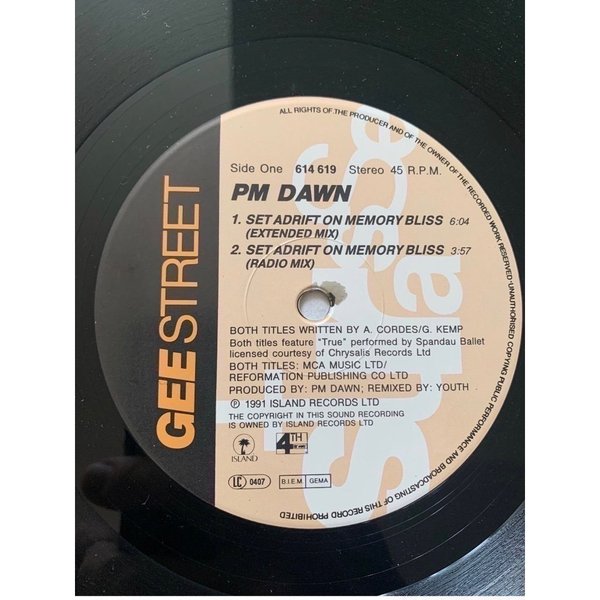 ALL RIGHTS OF THE PRODUCER AND OF THE OWNER OF THE RECORDED WORK RESERVED-UNAUTHORISED COPYING PUBLIC PERFORMANCE AND BROADCASTING OF THIS RECORD PROHIBITED
GEE STREET
Side One 614 619 Stereo 45 R.P.M.
PM DAWN
1. SET ADRIFT ON MEMORY BLISS 6:04
(EXTENDED MIX)
2. SET ADRIFT ON MEMORY BLISS 3:57
(RADIO MIX)
BOTH TITLES WRITTEN BY A. CORDES/G. KEMP
Both titles feature "True" performed by Spandau Ballet
licensed courtesy of Chrysalis Records Ltd
BOTH TITLES: MCA MUSIC LTD/
REFORMATION PUBLISHING CO LTD
PRODUCED BY: PM DAWN; REMIXED BY: YOUTH
℗ 1991 ISLAND RECORDS LTD
THE COPYRIGHT IN THIS SOUND RECORDING
IS OWNED BY ISLAND RECORDS LTD
ISLAND
4TH
LC 0407
B.I.E.M. GEMA